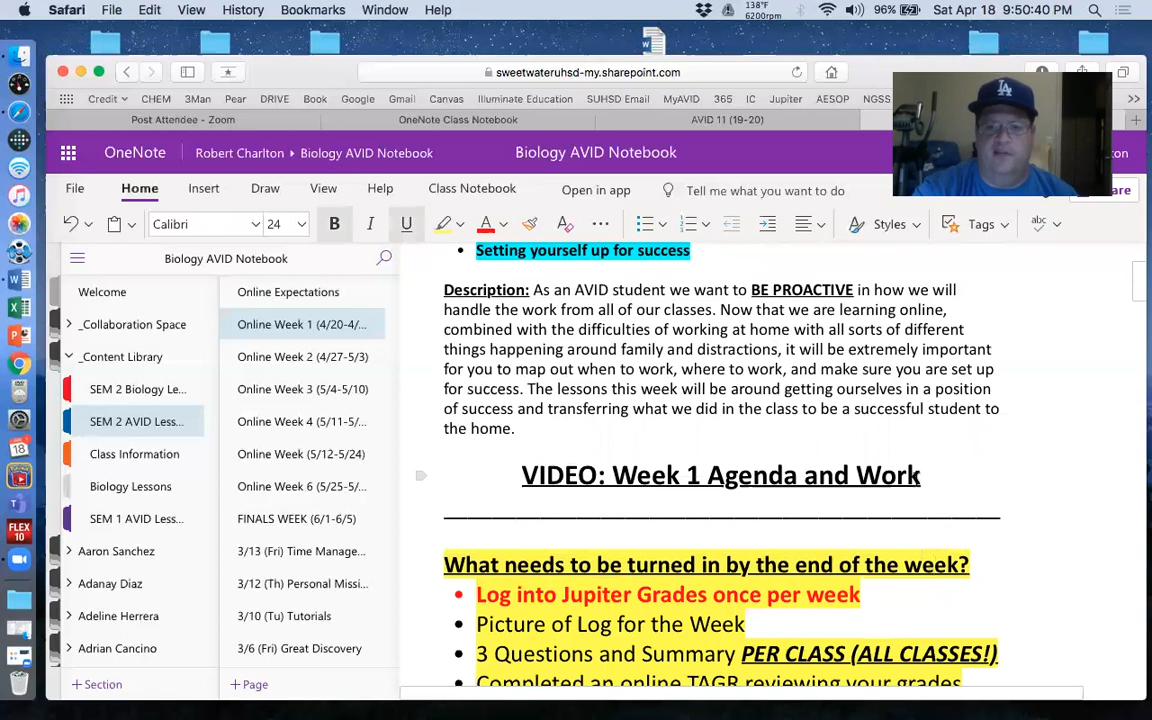 Safari File Edit View History Bookmarks Window Help 138°F 6200rpm 96% Sat Apr 18 9:50:40 PM
sweetwateruhsd-my.sharepoint.com
Credit CHEM 3Man Pear DRIVE Book Google Gmail Canvas Illuminate Education SUHSD Email MyAVID 365 IC Jupiter AESOP NGSS
Post Attendee - Zoom OneNote Class Notebook AVID 11 (19-20)
OneNote Robert Charlton Biology AVID Notebook Biology AVID Notebook
File Home Insert Draw View Help Class Notebook Open in app Tell me what you want to do
Calibri 24 B I U A Styles Tags abc
Biology AVID Notebook
Welcome
_Collaboration Space
_Content Library
SEM 2 Biology Le...
SEM 2 AVID Less...
Class Information
Biology Lessons
SEM 1 AVID Less...
Aaron Sanchez
Adanay Diaz
Adeline Herrera
Adrian Cancino
+ Section
Online Expectations
Online Week 1 (4/20-4/...
Online Week 2 (4/27-5/3)
Online Week 3 (5/4-5/10)
Online Week 4 (5/11-5/...
Online Week (5/12-5/24)
Online Week 6 (5/25-5/...
FINALS WEEK (6/1-6/5)
3/13 (Fri) Time Manage...
3/12 (Th) Personal Missi...
3/10 (Tu) Tutorials
3/6 (Fri) Great Discovery
+ Page
• Setting yourself up for success
Description: As an AVID student we want to BE PROACTIVE in how we will
handle the work from all of our classes. Now that we are learning online,
combined with the difficulties of working at home with all sorts of different
things happening around family and distractions, it will be extremely important
for you to map out when to work, where to work, and make sure you are set up
for success. The lessons this week will be around getting ourselves in a position
of success and transferring what we did in the class to be a successful student to
the home.
VIDEO: Week 1 Agenda and Work
What needs to be turned in by the end of the week?
• Log into Jupiter Grades once per week
• Picture of Log for the Week
• 3 Questions and Summary PER CLASS (ALL CLASSES!)
• Completed an online TAGR reviewing your grades
LA
18
FLEX
10